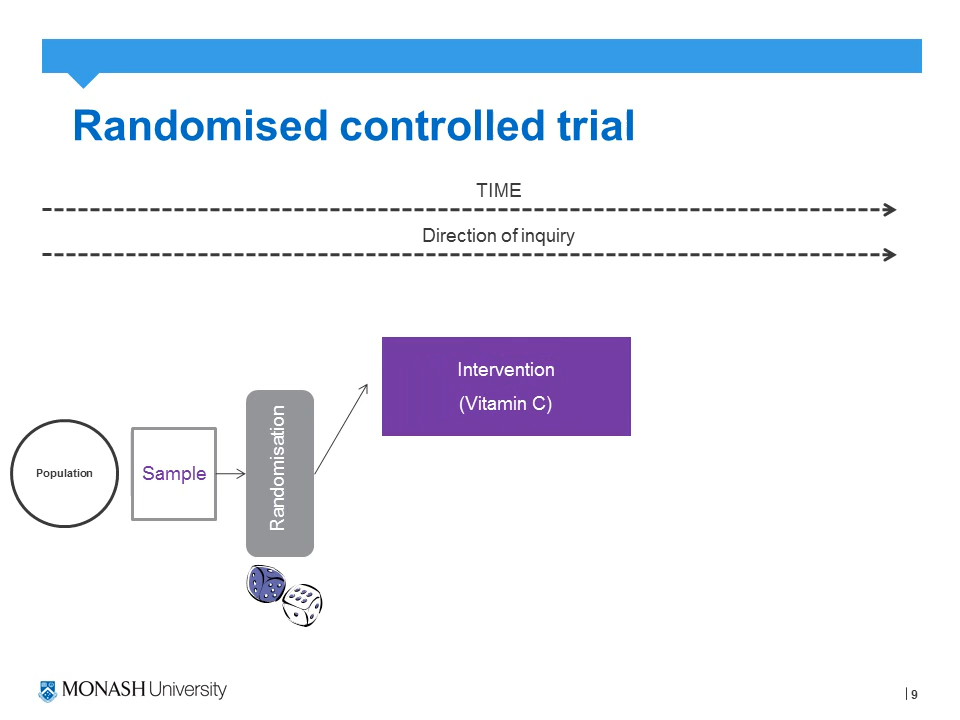 Randomised controlled trial
TIME
Direction of inquiry
Intervention
(Vitamin C)
Randomisation
Population
Sample
MONASH University
9